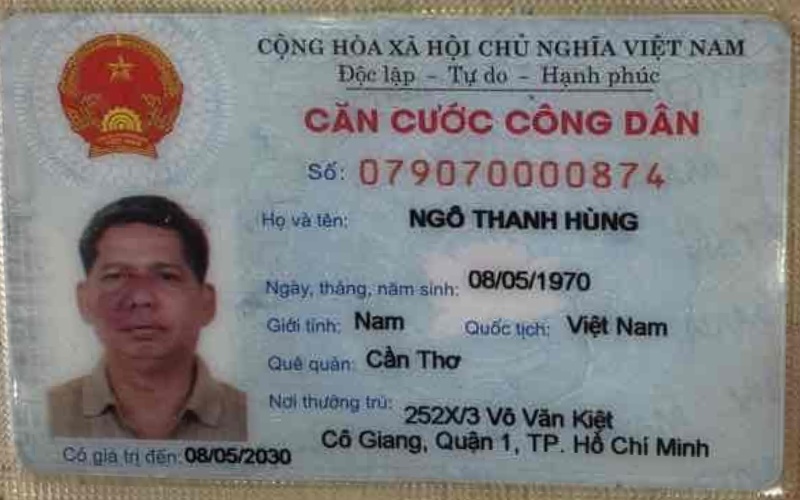 CỘNG HÒA XÃ HỘI CHỦ NGHĨA VIỆT NAM
Độc lập - Tự do - Hạnh phúc
CĂN CƯỚC CÔNG DÂN
Số: 079070000874
Họ và tên: NGÔ THANH HÙNG
Ngày, tháng, năm sinh: 08/05/1970
Giới tính: Nam Quốc tịch: Việt Nam
Quê quán: Cần Thơ
Nơi thường trú: 252X/3 Võ Văn Kiệt
Cô Giang, Quận 1, TP. Hồ Chí Minh
Có giá trị đến: 08/05/2030